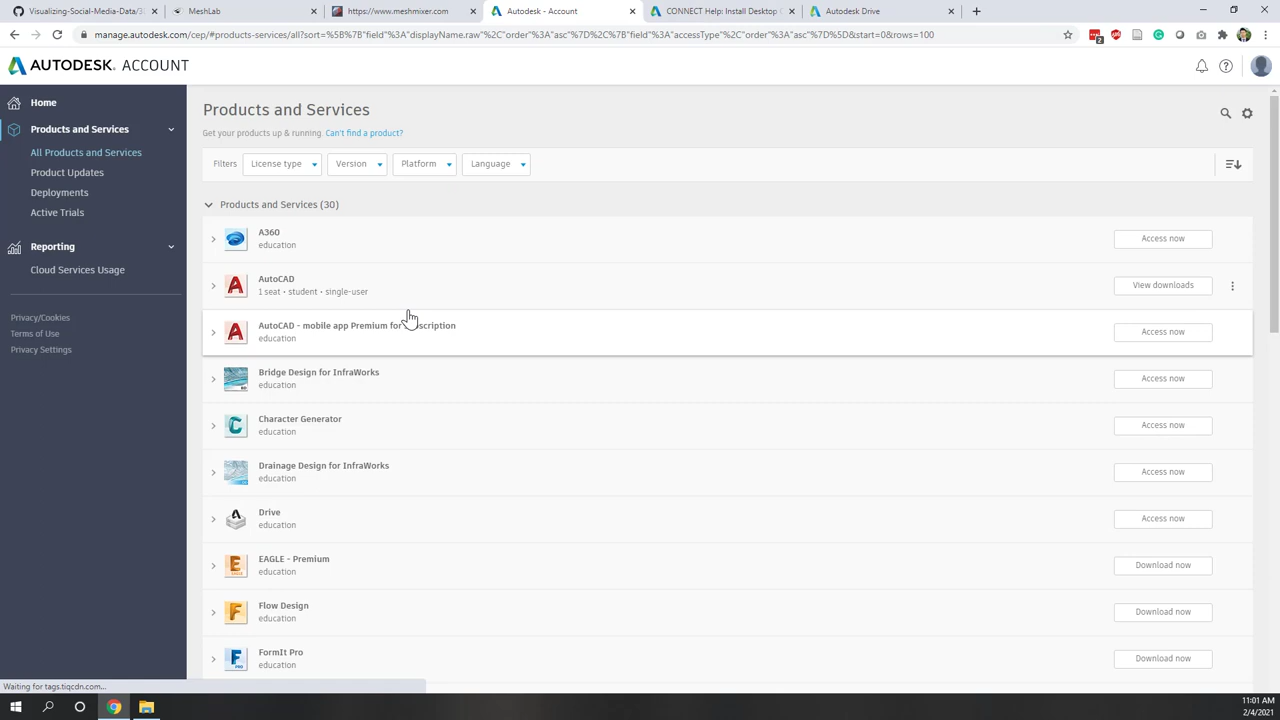 Visualizing-Social-Media-Data/3
MeshLab
https://www.meshmixer.com
Autodesk - Account
CONNECT Help: Install Desktop C
Autodesk Drive
manage.autodesk.com/cep/#products-services/all?sort=%5B%7B"field"%3A"displayName.raw"%2C"order"%3A"asc"%7D%2C%7B"field"%3A"accessType"%2C"order"%3A"asc"%7D%5D&start=0&rows=100
2
AUTODESK. ACCOUNT
Home
Products and Services
All Products and Services
Product Updates
Deployments
Active Trials
Reporting
Cloud Services Usage
Privacy/Cookies
Terms of Use
Privacy Settings
Products and Services
Get your products up & running. Can't find a product?
Filters License type Version Platform Language
Products and Services (30)
A360
education
Access now
AutoCAD
1 seat • student • single-user
View downloads
AutoCAD - mobile app Premium for
education
Access now
Bridge Design for InfraWorks
education
Access now
Character Generator
education
Access now
Drainage Design for InfraWorks
education
Access now
Drive
education
Access now
EAGLE - Premium
education
Download now
Flow Design
education
Download now
FormIt Pro
education
Download now
Waiting for tags.tiqcdn.com...
11:01 AM
2/4/2021